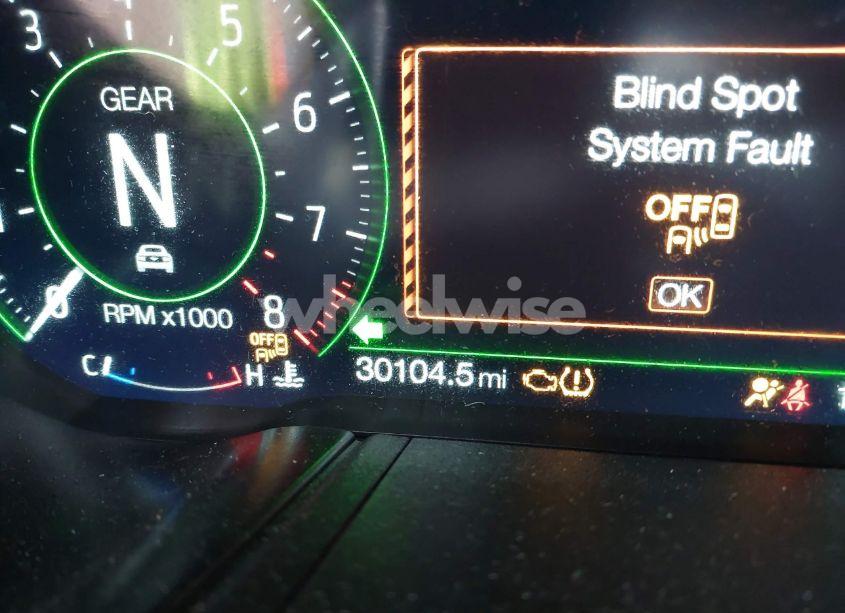 3
5
GEAR
6
N
7
0
RPM x1000
8
OFF
C
H
30104.5 mi
Blind Spot
System Fault
OFF
OK
wheelwise